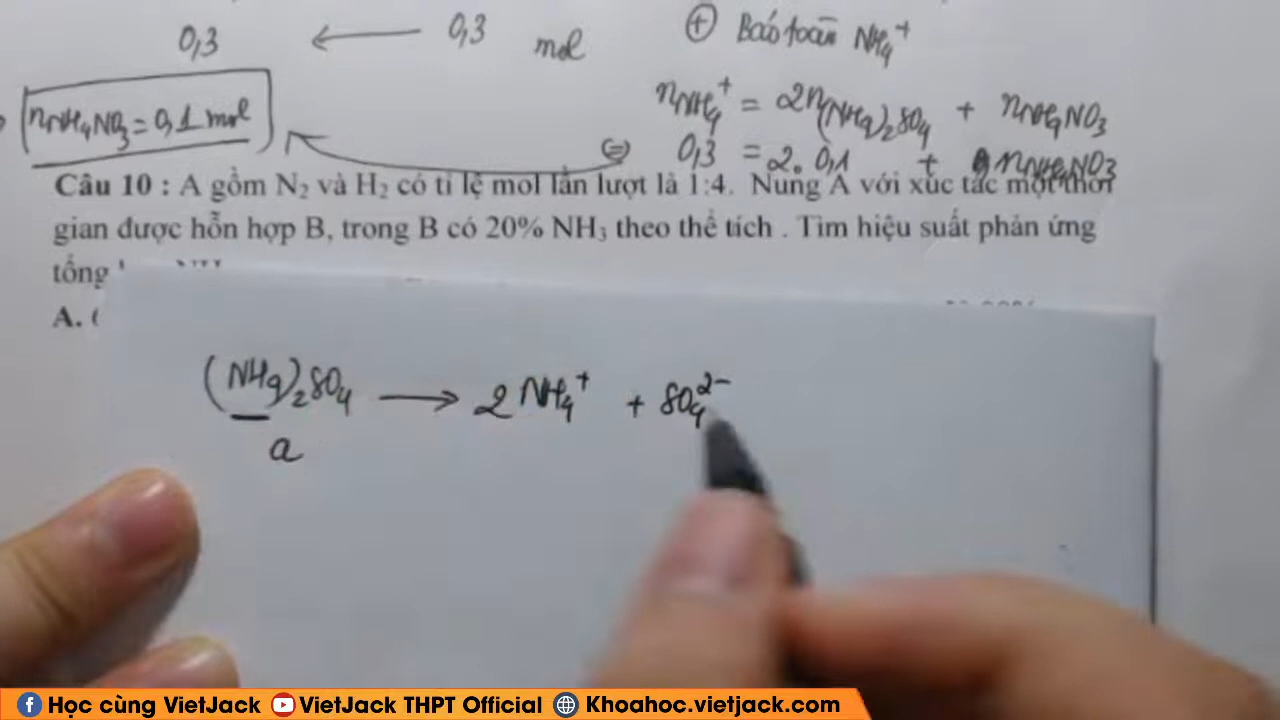 0,3 ← 0,3 mol
⊕ Bảo toàn NH₄⁺
nNH₄⁺ = 2n(NH₄)₂SO₄ + nNH₄NO₃
nNH₄NO₃ = 0,1 mol
(=) 0,3 = 2. 0,1 + nNH₄NO₃
Câu 10 : A gồm N₂ và H₂ có tỉ lệ mol lần lượt là 1:4. Nung A với xúc tác một thời
gian được hỗn hợp B, trong B có 20% NH₃ theo thể tích . Tìm hiệu suất phản ứng
tổng
A.
(NH₄)₂SO₄ → 2NH₄⁺ + SO₄²⁻
a
Học cùng VietJack VietJack THPT Official Khoahoc.vietjack.com